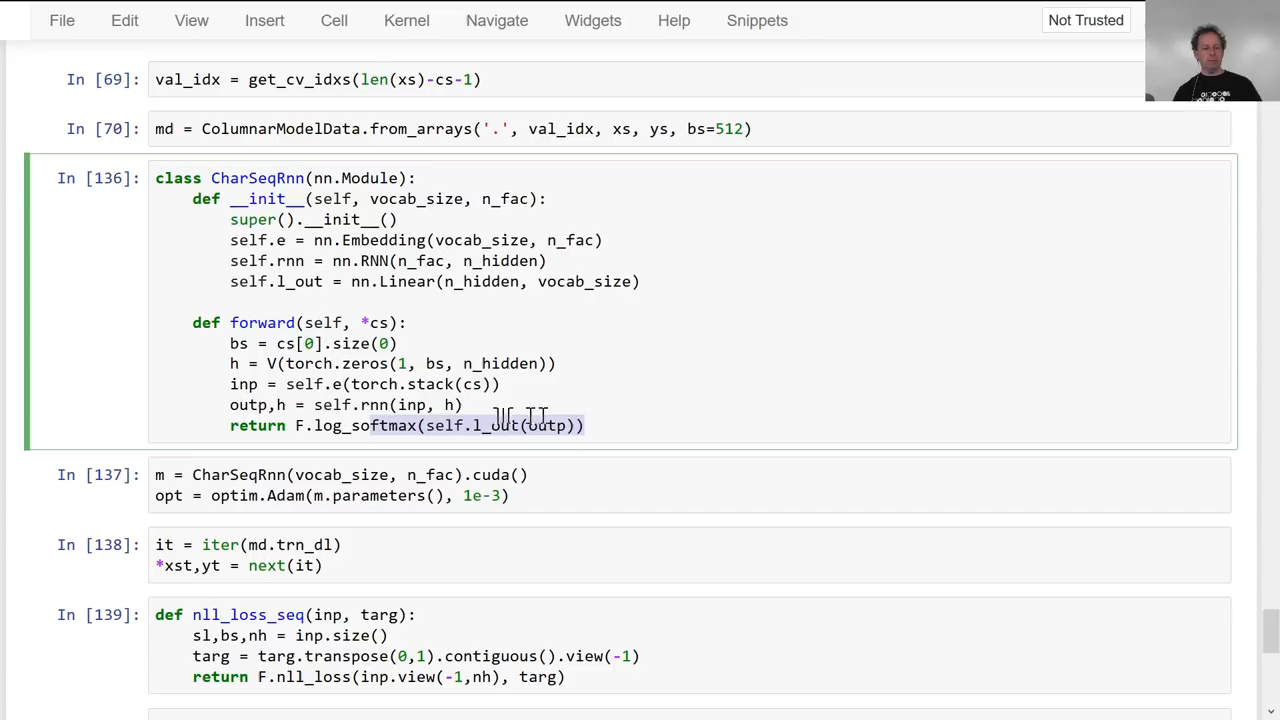 File Edit View Insert Cell Kernel Navigate Widgets Help Snippets Not Trusted
In [69]: val_idx = get_cv_idxs(len(xs)-cs-1)
In [70]: md = ColumnarModelData.from_arrays('.', val_idx, xs, ys, bs=512)
In [136]: class CharSeqRnn(nn.Module):
def __init__(self, vocab_size, n_fac):
super().__init__()
self.e = nn.Embedding(vocab_size, n_fac)
self.rnn = nn.RNN(n_fac, n_hidden)
self.l_out = nn.Linear(n_hidden, vocab_size)
def forward(self, *cs):
bs = cs[0].size(0)
h = V(torch.zeros(1, bs, n_hidden))
inp = self.e(torch.stack(cs))
outp,h = self.rnn(inp, h)
return F.log_softmax(self.l_out(outp))
In [137]: m = CharSeqRnn(vocab_size, n_fac).cuda()
opt = optim.Adam(m.parameters(), 1e-3)
In [138]: it = iter(md.trn_dl)
*xst,yt = next(it)
In [139]: def nll_loss_seq(inp, targ):
sl,bs,nh = inp.size()
targ = targ.transpose(0,1).contiguous().view(-1)
return F.nll_loss(inp.view(-1,nh), targ)